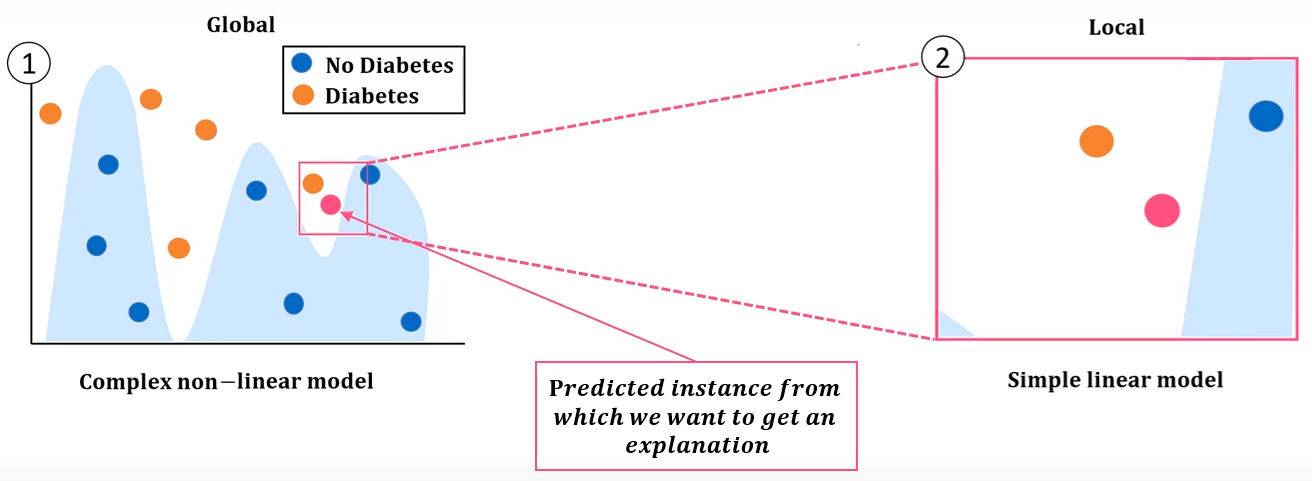 Global
1
No Diabetes
Diabetes
Complex non−linear model
Predicted instance from
which we want to get an
explanation
Local
2
Simple linear model